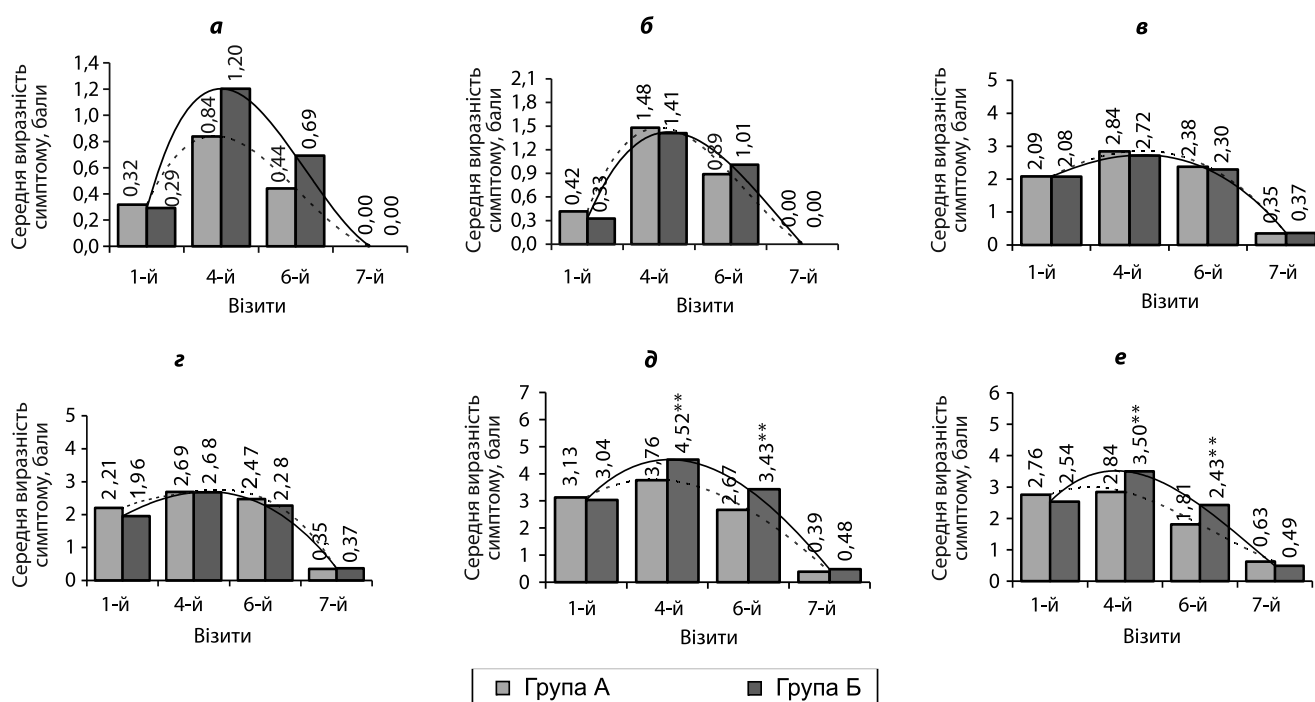 а
Середня виразність
симптому, бали
1,4
1,2
1,0
0,8
0,6
0,4
0,2
0,0
0,32
0,29
0,84
1,20
0,44
0,69
0,00
0,00
1-й 4-й 6-й 7-й
Візити
б
Середня виразність
симптому, бали
2,1
1,8
1,5
1,2
0,9
0,6
0,3
0,0
0,42
0,33
1,48
1,41
0,89
1,01
0,00
0,00
1-й 4-й 6-й 7-й
Візити
в
Середня виразність
симптому, бали
5
4
3
2
1
0
2,09
2,08
2,84
2,72
2,38
2,30
0,35
0,37
1-й 4-й 6-й 7-й
Візити
г
Середня виразність
симптому, бали
5
4
3
2
1
0
2,21
1,96
2,69
2,68
2,47
2,28
0,35
0,37
1-й 4-й 6-й 7-й
Візити
д
Середня виразність
симптому, бали
7
6
5
4
3
2
1
0
3,13
3,04
3,76
4,52**
2,67
3,43**
0,39
0,48
1-й 4-й 6-й 7-й
Візити
е
Середня виразність
симптому, бали
6
5
4
3
2
1
0
2,76
2,54
2,84
3,50**
1,81
2,43**
0,63
0,49
1-й 4-й 6-й 7-й
Візити
Група А Група Б